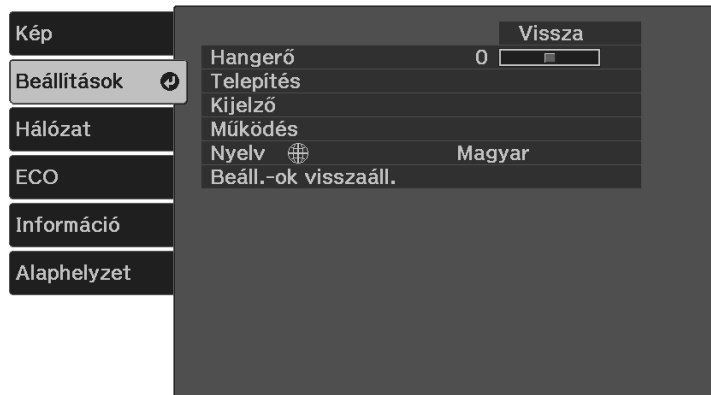 Kép
Beállítások
Hálózat
ECO
Információ
Alaphelyzet
Vissza
Hangerő 0
Telepítés
Kijelző
Működés
Nyelv Magyar
Beáll.-ok visszaáll.